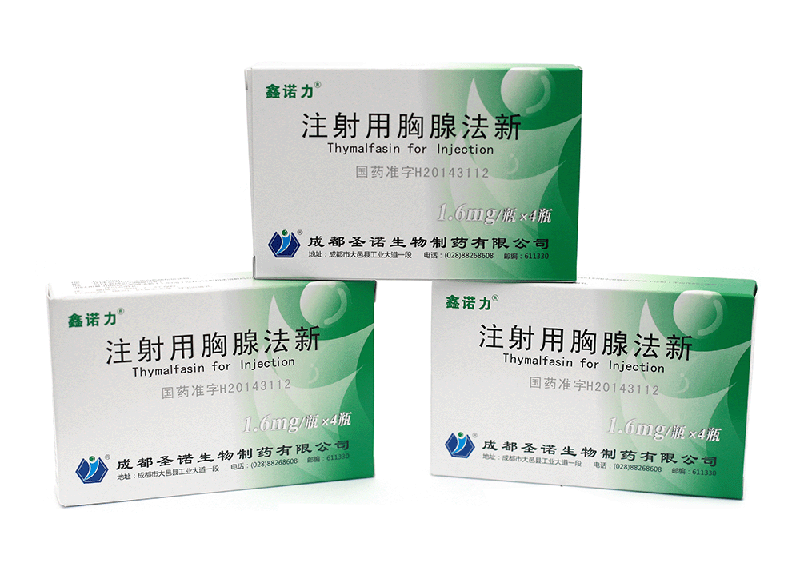 鑫诺力®
注射用胸腺法新
Thymalfasin for Injection
国药准字H20143112
1.6mg/瓶×4瓶
成都圣诺生物制药有限公司
地址：成都市大邑县工业大道一段 电话：(028)88268608 邮编：611330
鑫诺力®
注射用胸腺法新
Thymalfasin for Injection
国药准字H20143112
1.6mg/瓶×4瓶
成都圣诺生物制药有限公司
地址：成都市大邑县工业大道一段 电话：(028)88268608 邮编：611330
鑫诺力®
注射用胸腺法新
Thymalfasin for Injection
国药准字H20143112
1.6mg/瓶×4瓶
成都圣诺生物制药有限公司
地址：成都市大邑县工业大道一段 电话：(028)88268608 邮编：611330